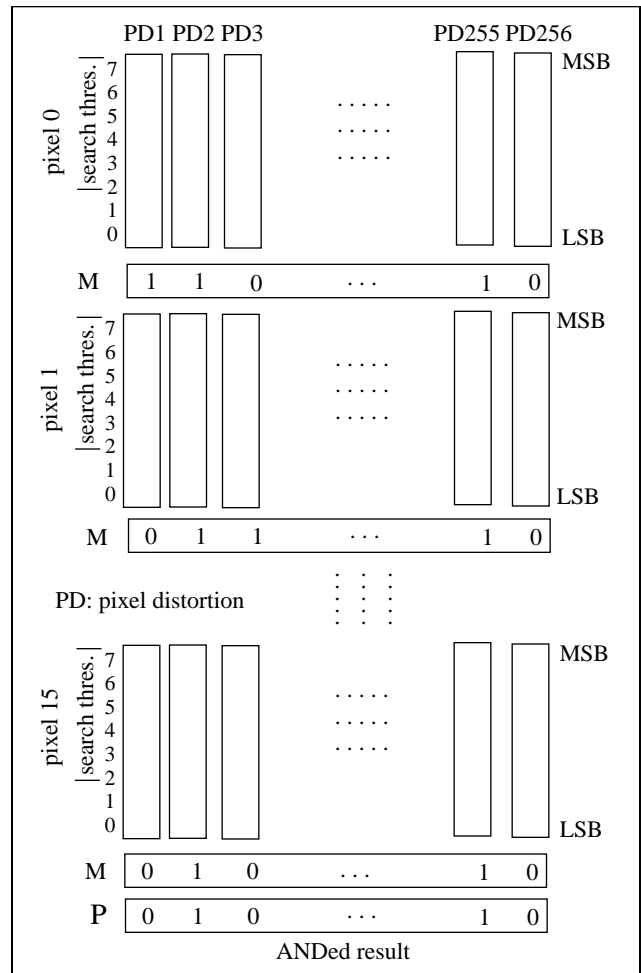 PD1 PD2 PD3 PD255 PD256
pixel 0
|search thres.|
7 MSB
6
5
4
3
2
1
0 LSB
M 1 1 0 . . . 1 0
pixel 1
|search thres.|
7 MSB
6
5
4
3
2
1
0 LSB
M 0 1 1 . . . 1 0
PD: pixel distortion
pixel 15
|search thres.|
7 MSB
6
5
4
3
2
1
0 LSB
M 0 1 0 . . . 1 0
P 0 1 0 . . . 1 0
ANDed result